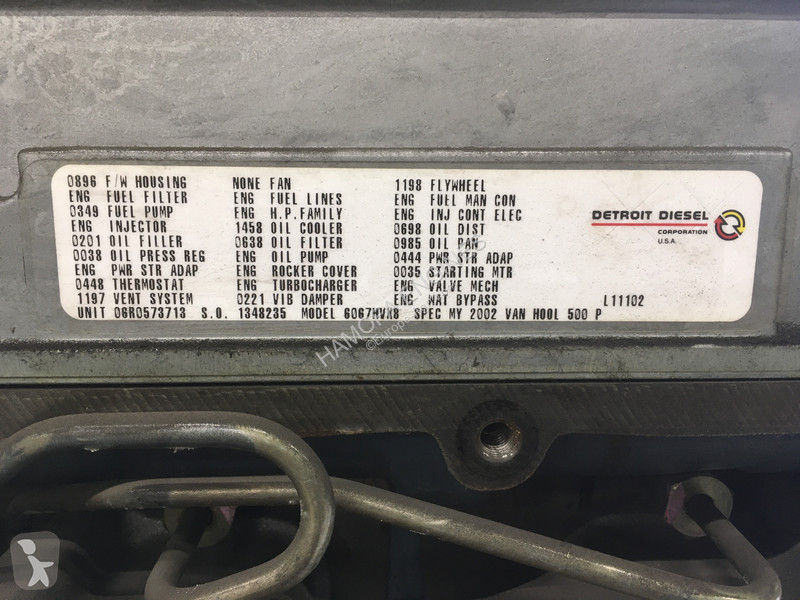 0896 F/W HOUSING NONE FAN 1198 FLYWHEEL
ENG FUEL FILTER ENG FUEL LINES ENG FUEL MAN CON
0349 FUEL PUMP ENG H.P.FAMILY ENG INJ CONT ELEC
ENG INJECTOR 1458 OIL COOLER 0698 OIL DIST
0201 OIL FILLER 0638 OIL FILTER 0985 OIL PAN
0038 OIL PRESS REG ENG OIL PUMP 0444 PWR STR ADAP
ENG PWR STR ADAP ENG ROCKER COVER 0035 STARTING MTR
0448 THERMOSTAT ENG TURBOCHARGER ENG VALVE MECH
1197 VENT SYSTEM 0221 VIB DAMPER ENG WAT BYPASS L11102
UNIT 06R0573713 S.O. 1348235 MODEL 6067MVK8 SPEC MY 2002 VAN HOOL 500 P
DETROIT DIESEL
CORPORATION
U.S.A.